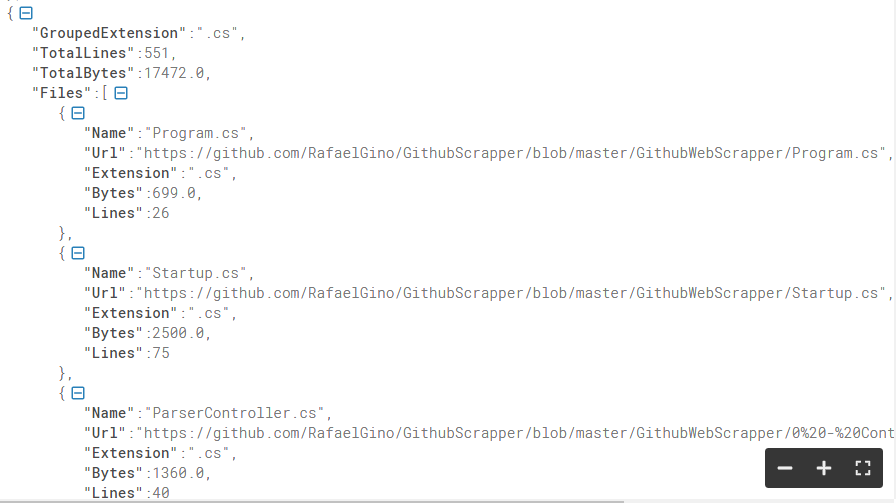 {
"GroupedExtension":".cs",
"TotalLines":551,
"TotalBytes":17472.0,
"Files":[
{
"Name":"Program.cs",
"Url":"https://github.com/RafaelGino/GithubScrapper/blob/master/GithubWebScrapper/Program.cs",
"Extension":".cs",
"Bytes":699.0,
"Lines":26
},
{
"Name":"Startup.cs",
"Url":"https://github.com/RafaelGino/GithubScrapper/blob/master/GithubWebScrapper/Startup.cs",
"Extension":".cs",
"Bytes":2500.0,
"Lines":75
},
{
"Name":"ParserController.cs",
"Url":"https://github.com/RafaelGino/GithubScrapper/blob/master/GithubWebScrapper/0%20-%20Cont
"Extension":".cs",
"Bytes":1360.0,
"Lines":40